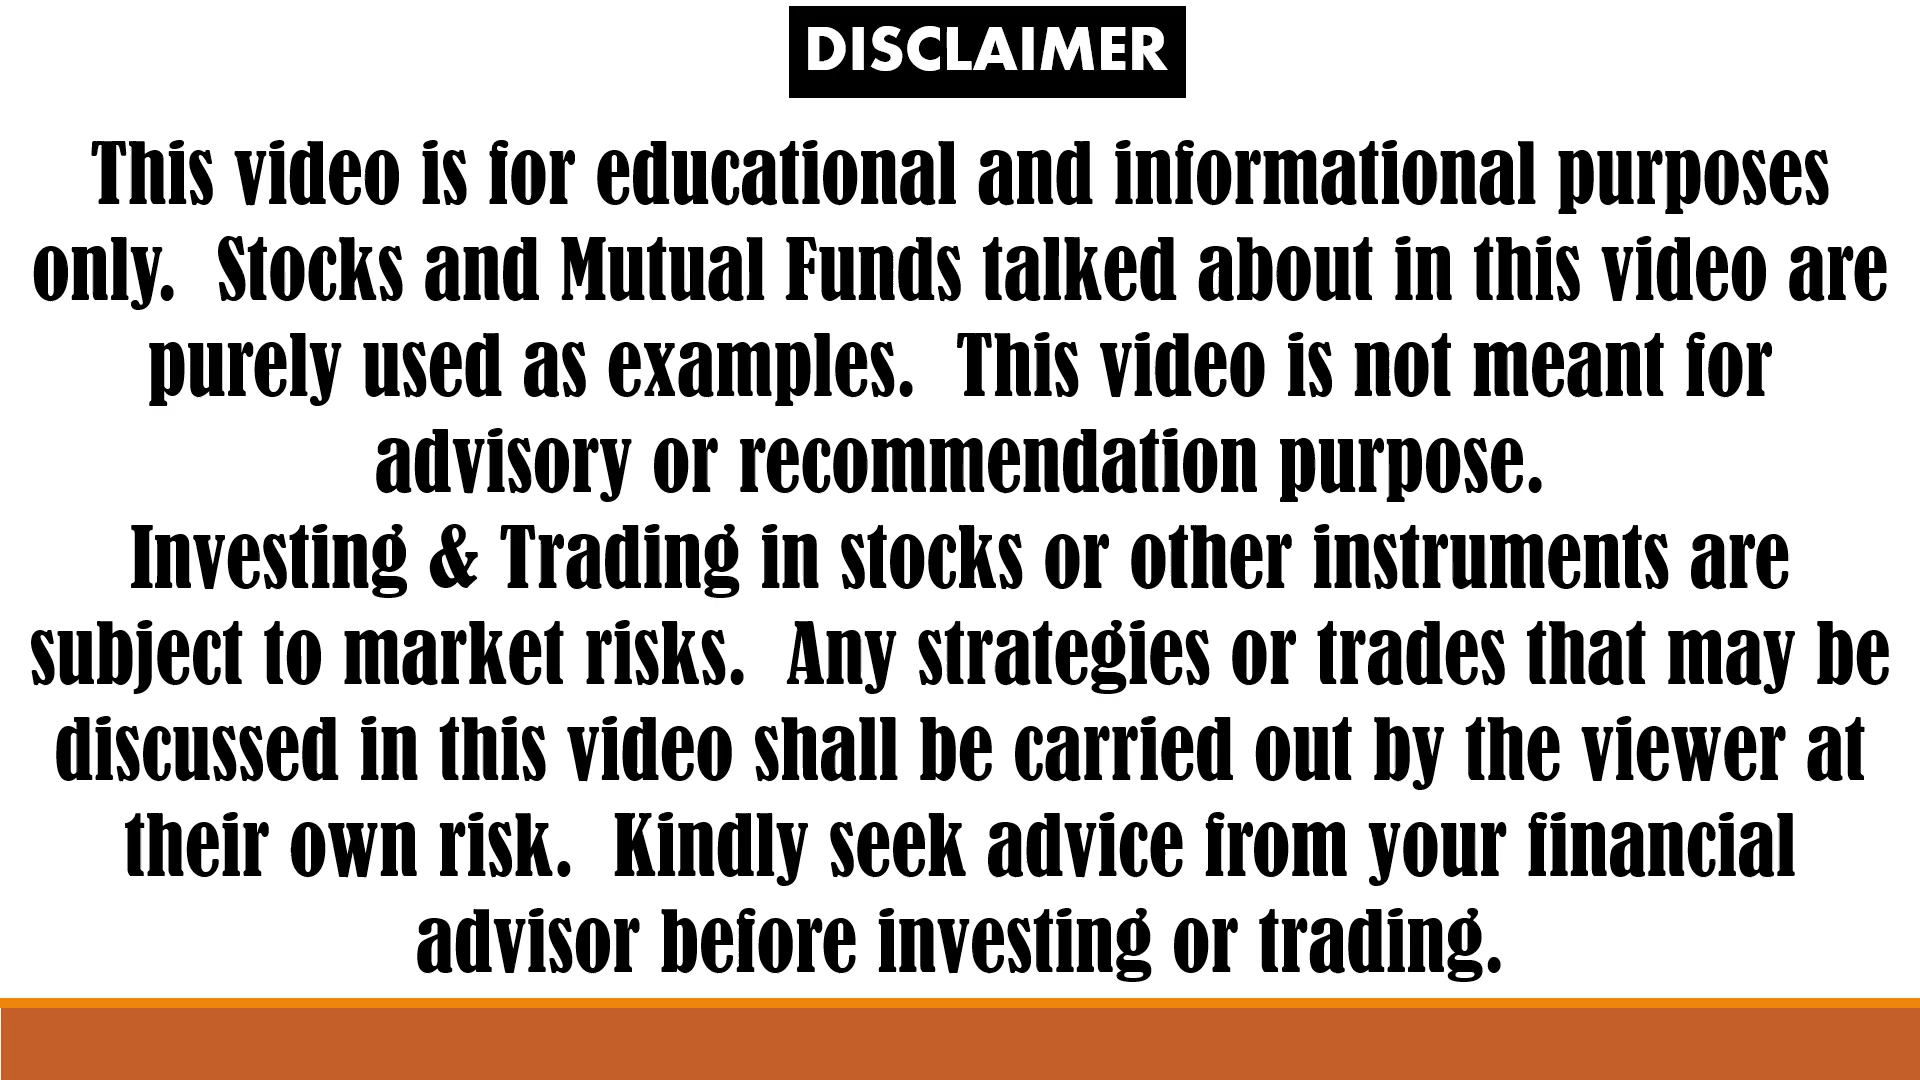 DISCLAIMER
This video is for educational and informational purposes
only.  Stocks and Mutual Funds talked about in this video are
purely used as examples.  This video is not meant for
advisory or recommendation purpose.
Investing & Trading in stocks or other instruments are
subject to market risks.  Any strategies or trades that may be
discussed in this video shall be carried out by the viewer at
their own risk.  Kindly seek advice from your financial
advisor before investing or trading.